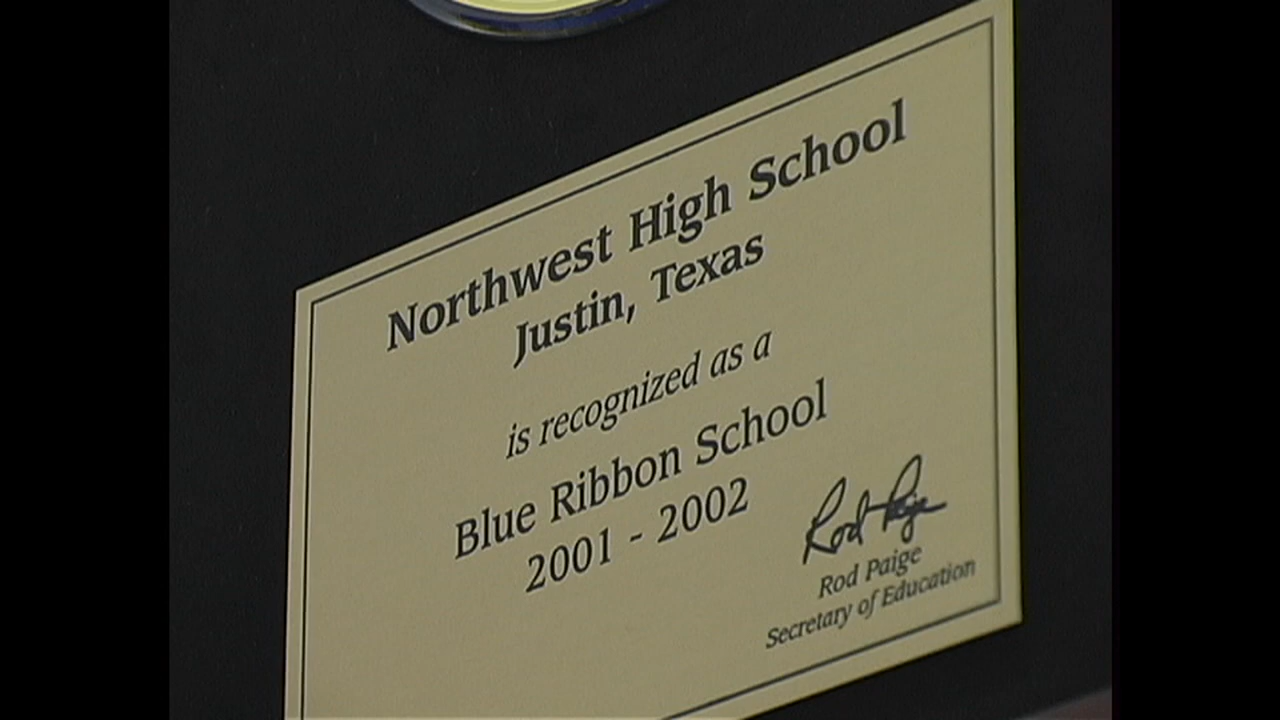 Northwest High School
Justin, Texas
is recognized as a
Blue Ribbon School
2001 - 2002
Rod Paige
Rod Paige
Secretary of Education